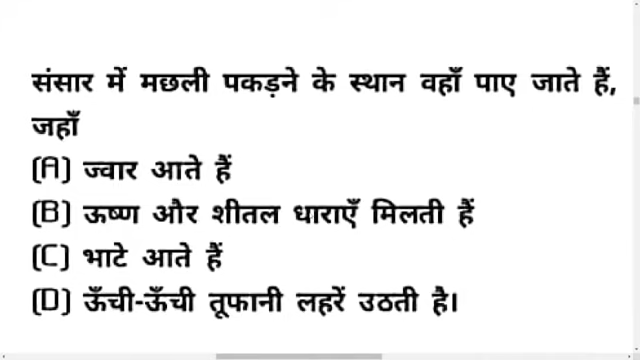 संसार में मछली पकड़ने के स्थान वहाँ पाए जाते हैं,
जहाँ
(A) ज्वार आते हैं
(B) ऊष्ण और शीतल धाराएँ मिलती हैं
(C) भाटे आते हैं
(D) ऊँची-ऊँची तूफानी लहरें उठती है।